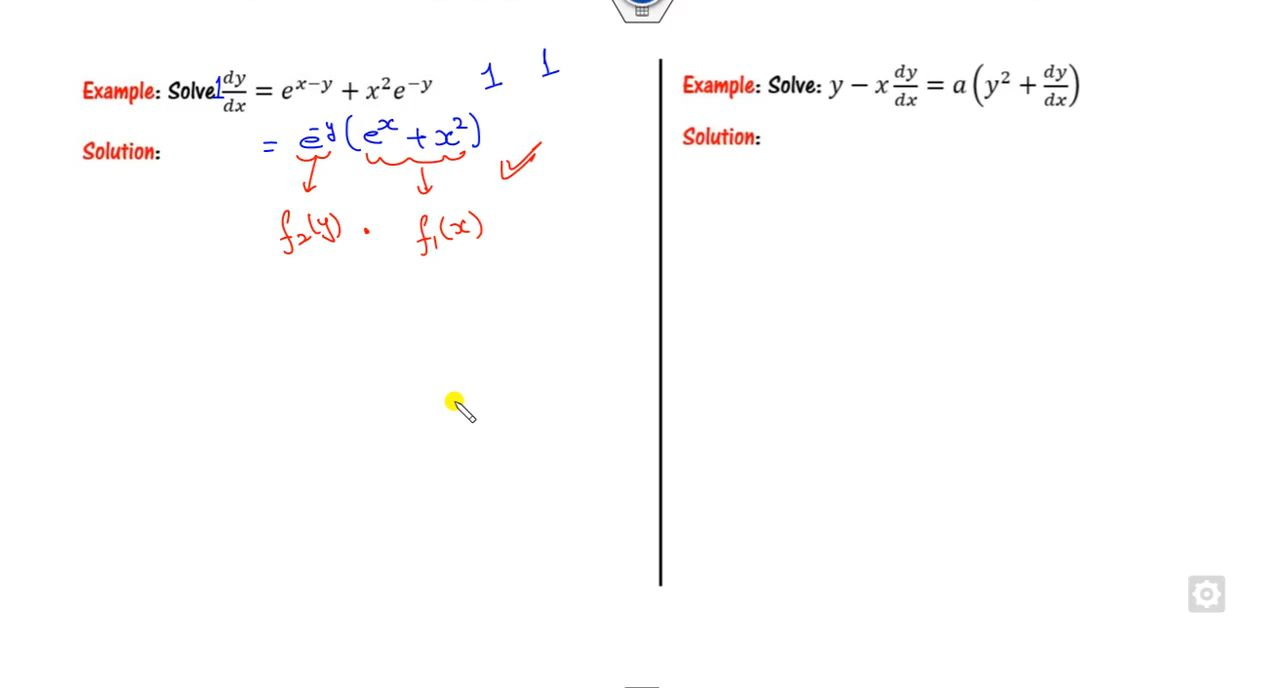 Example: Solve 1 dy/dx = e^{x−y} + x²e^{−y} 1 1
= e^{-y} (e^x + x²)
Solution:
f₂(y) . f₁(x)
Example: Solve: y − x dy/dx = a (y² + dy/dx)
Solution: